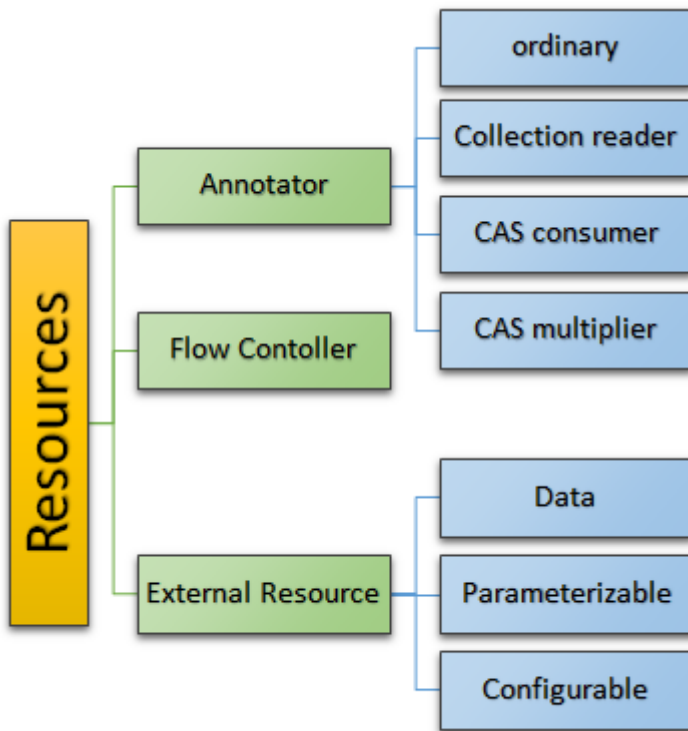 Resources
Annotator
ordinary
Collection reader
CAS consumer
CAS multiplier
Flow Contoller
External Resource
Data
Parameterizable
Configurable